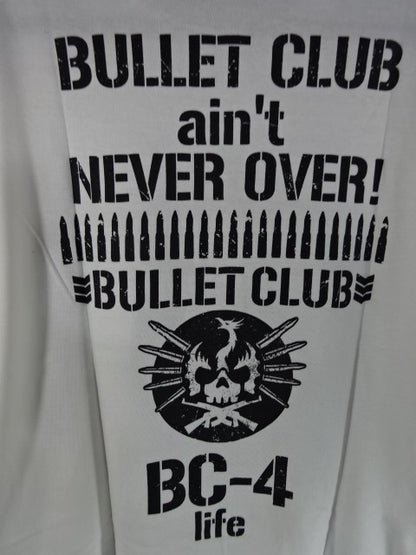 BULLET CLUB
ain't
NEVER OVER!
BULLET CLUB
BC-4
life